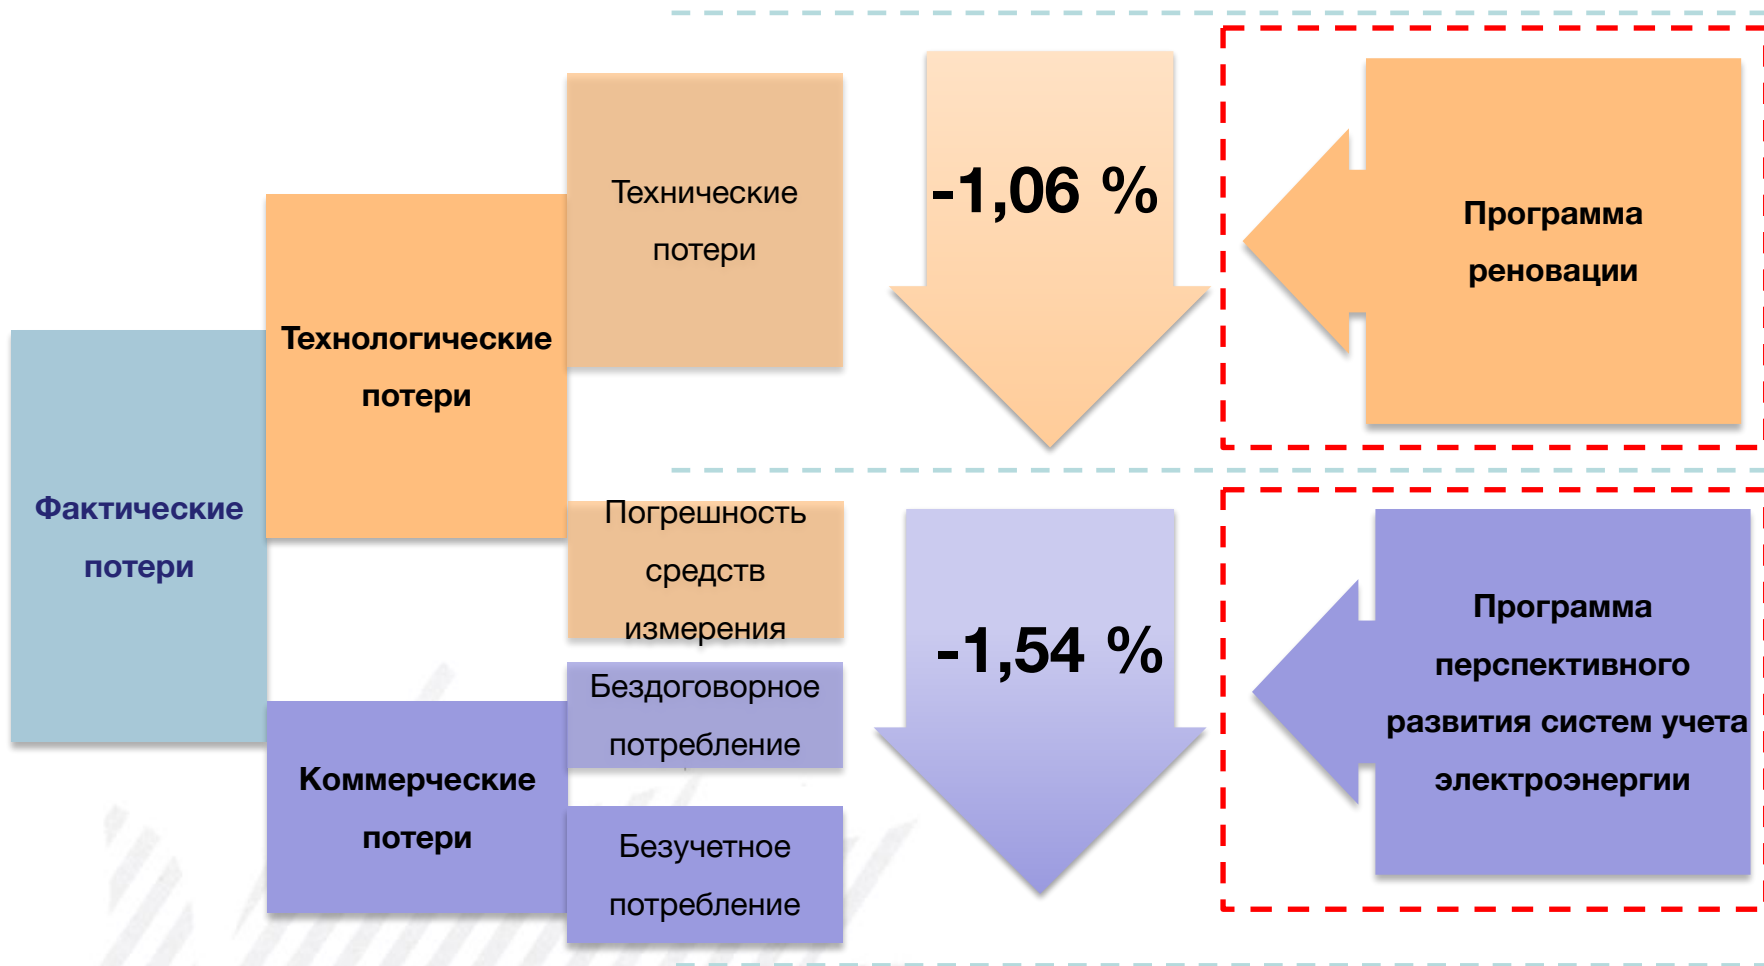 Фактические
потери
Технологические
потери
Технические
потери
Погрешность
средств
измерения
Коммерческие
потери
Бездоговорное
потребление
Безучетное
потребление
-1,06 %
Программа
реновации
-1,54 %
Программа
перспективного
развития систем учета
электроэнергии